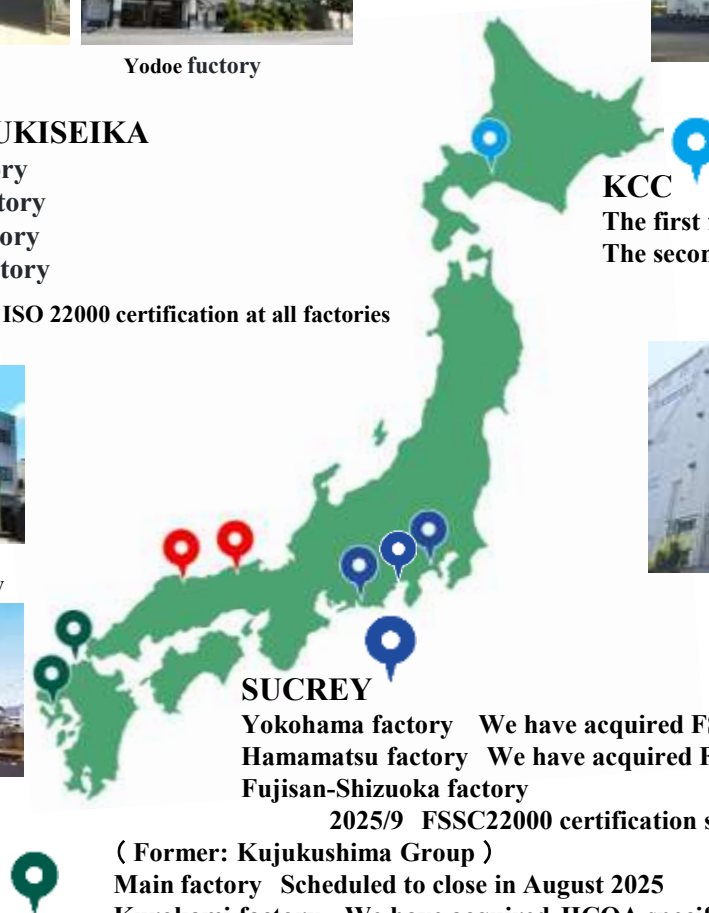 Yodoe fuctory
UKISEIKA
ry
tory
ory
tory
ISO 22000 certification at all factories
KCC
The first
The secon
SUCREY
Yokohama factory We have acquired FS
Hamamatsu factory We have acquired F
Fujisan-Shizuoka factory
2025/9 FSSC22000 certification s
( Former: Kujukushima Group )
Main factory Scheduled to close in August 2025